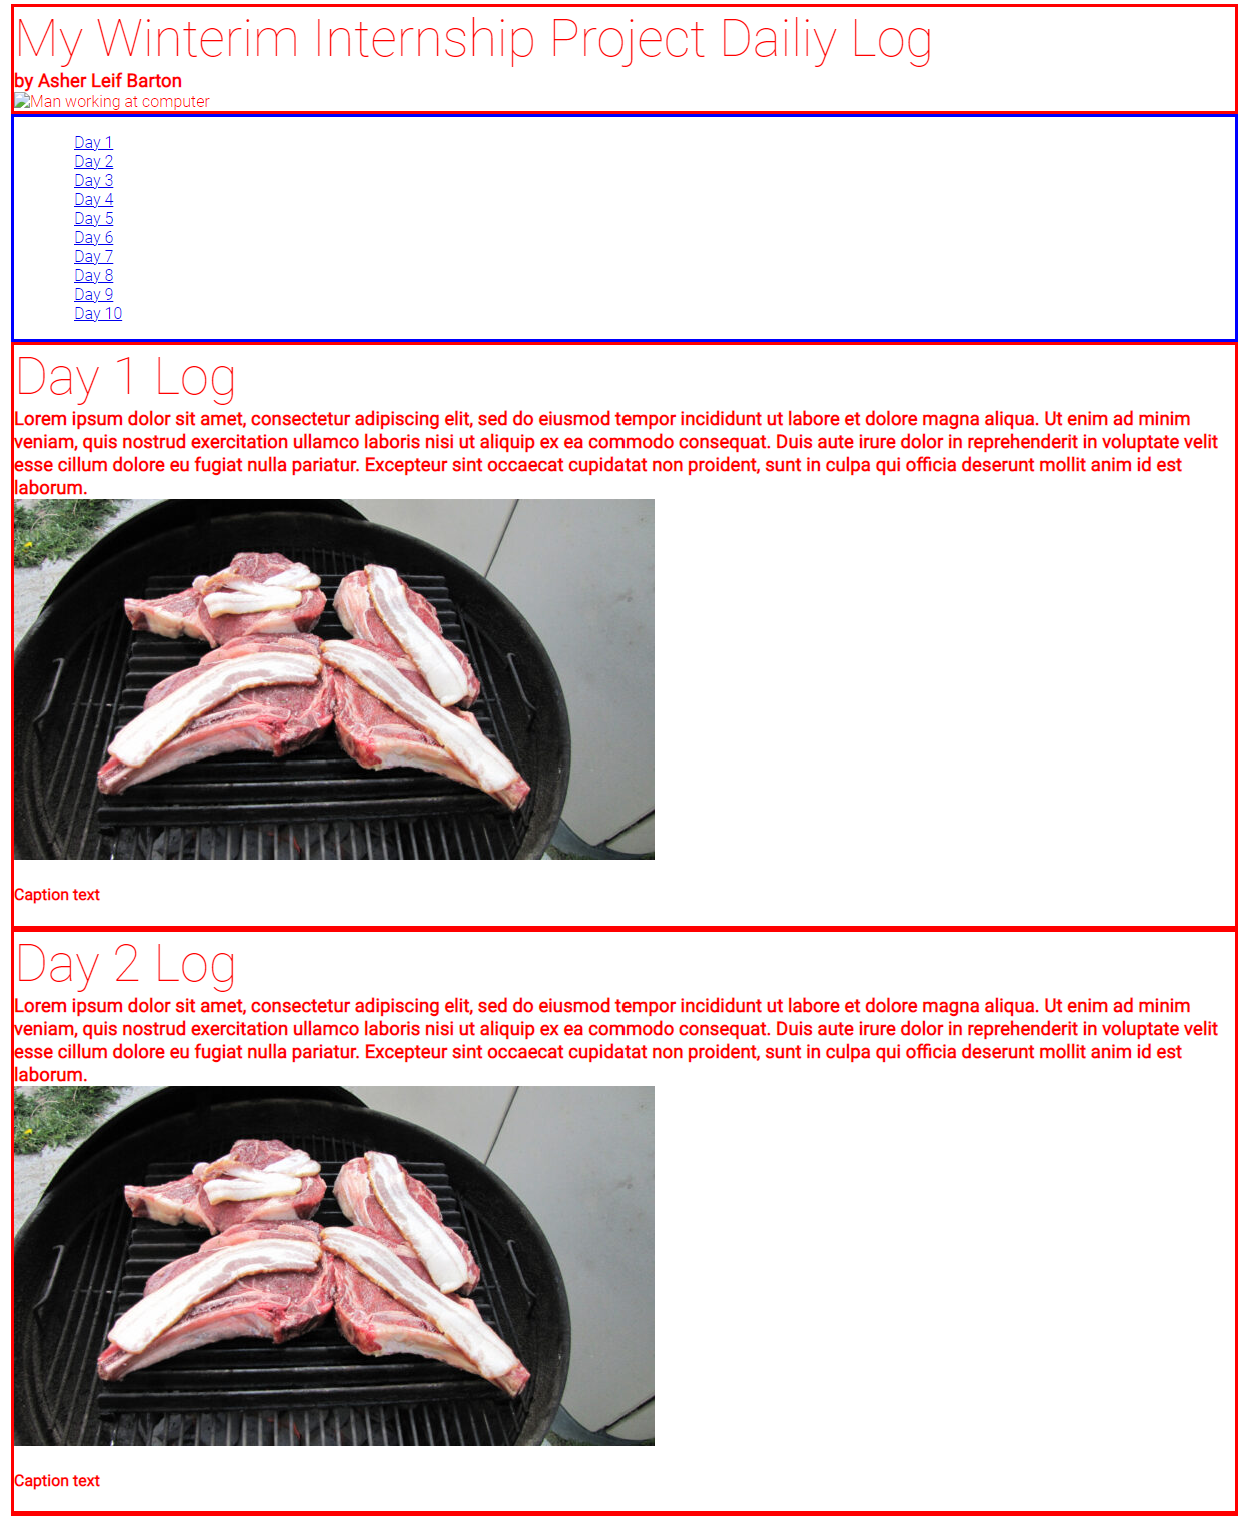 My Winterim Internship Project Dailiy Log
by Asher Leif Barton
Man working at computer
Day 1
Day 2
Day 3
Day 4
Day 5
Day 6
Day 7
Day 8
Day 9
Day 10
Day 1 Log
Lorem ipsum dolor sit amet, consectetur adipiscing elit, sed do eiusmod tempor incididunt ut labore et dolore magna aliqua. Ut enim ad minim
veniam, quis nostrud exercitation ullamco laboris nisi ut aliquip ex ea commodo consequat. Duis aute irure dolor in reprehenderit in voluptate velit
esse cillum dolore eu fugiat nulla pariatur. Excepteur sint occaecat cupidatat non proident, sunt in culpa qui officia deserunt mollit anim id est
laborum.
Caption text
Day 2 Log
Lorem ipsum dolor sit amet, consectetur adipiscing elit, sed do eiusmod tempor incididunt ut labore et dolore magna aliqua. Ut enim ad minim
veniam, quis nostrud exercitation ullamco laboris nisi ut aliquip ex ea commodo consequat. Duis aute irure dolor in reprehenderit in voluptate velit
esse cillum dolore eu fugiat nulla pariatur. Excepteur sint occaecat cupidatat non proident, sunt in culpa qui officia deserunt mollit anim id est
laborum.
Caption text